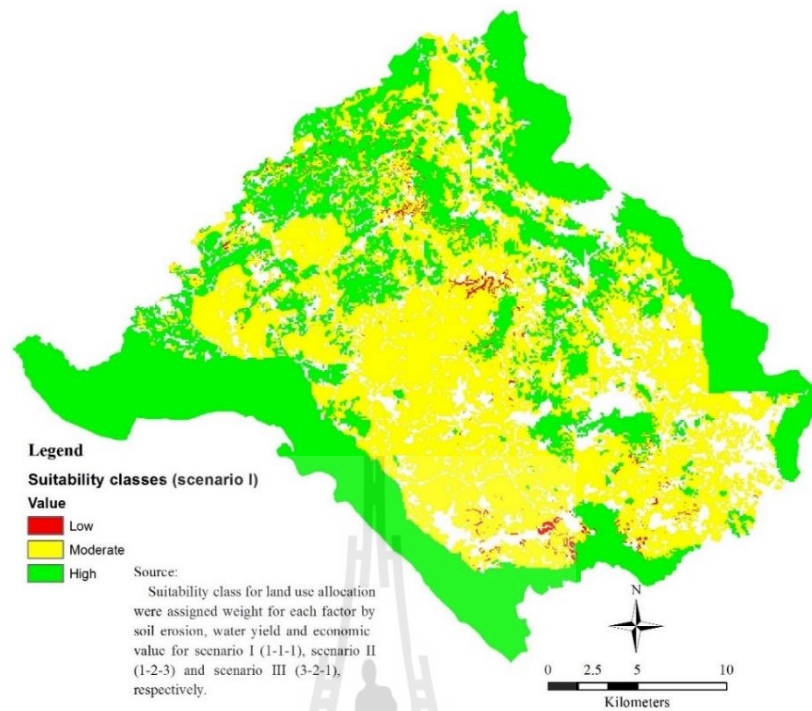 Legend
Suitability classes (scenario I)
Value
Low
Moderate
High
Source:
Suitability class for land use allocation
were assigned weight for each factor by
soil erosion, water yield and economic
value for scenario I (1-1-1), scenario II
(1-2-3) and scenario III (3-2-1),
respectively.
N
0 2.5 5 10
Kilometers